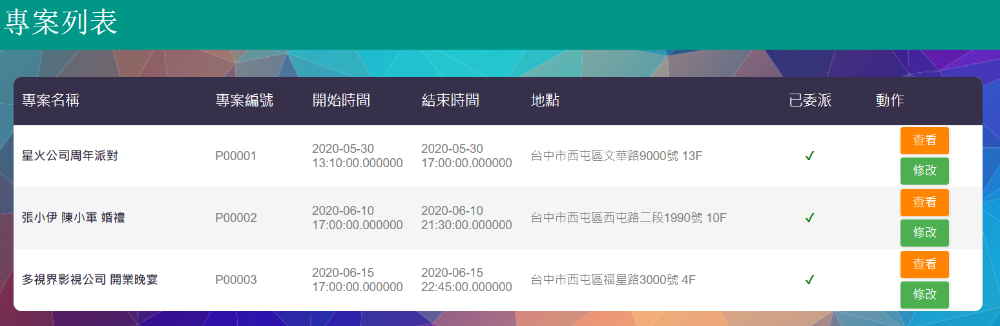 專案列表
專案名稱 專案編號 開始時間 結束時間 地點 已委派 動作
星火公司周年派對 P00001 2020-05-30 13:10:00.000000 2020-05-30 17:00:00.000000 台中市西屯區文華路9000號 13F ✓ 查看
修改
張小伊 陳小軍 婚禮 P00002 2020-06-10 17:00:00.000000 2020-06-10 21:30:00.000000 台中市西屯區西屯路二段1990號 10F ✓ 查看
修改
多視界影視公司 開業晚宴 P00003 2020-06-15 17:00:00.000000 2020-06-15 22:45:00.000000 台中市西屯區福星路3000號 4F ✓ 查看
修改